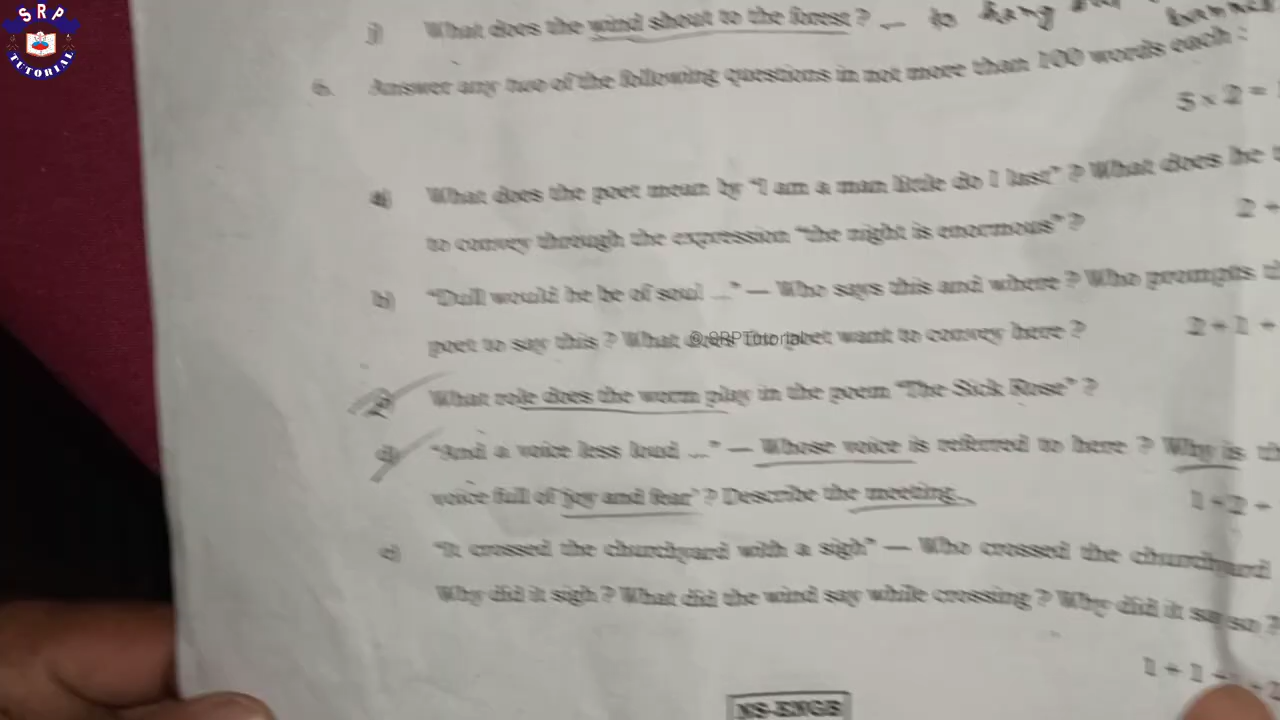 SRP
TUTORIAL
j) What does the wind shout to the forest ? — to hang
6. Answer any two of the following questions in not more than 100 words each :
5 × 2 =
a) What does the poet mean by "I am a man little do I last" ? What does he
2 +
to convey through the expression "the night is enormous" ?
b) "Dull would he be of soul ..." — Who says this and where ? Who prompts
2 + 1 +
poet to say this ? What does the poet want to convey here ?
@SRPTutorial
What role does the worm play in the poem "The Sick Rose" ?
d) "And a voice less loud ..." — Whose voice is referred to here ? Why is
voice full of 'joy and fear' ? Describe the meeting.
1 + 2 +
e) "It crossed the churchyard with a sigh" — Who crossed the churchyard
Why did it sigh ? What did the wind say while crossing ? Why did it say so ?
1 + 1
NS-ENGE